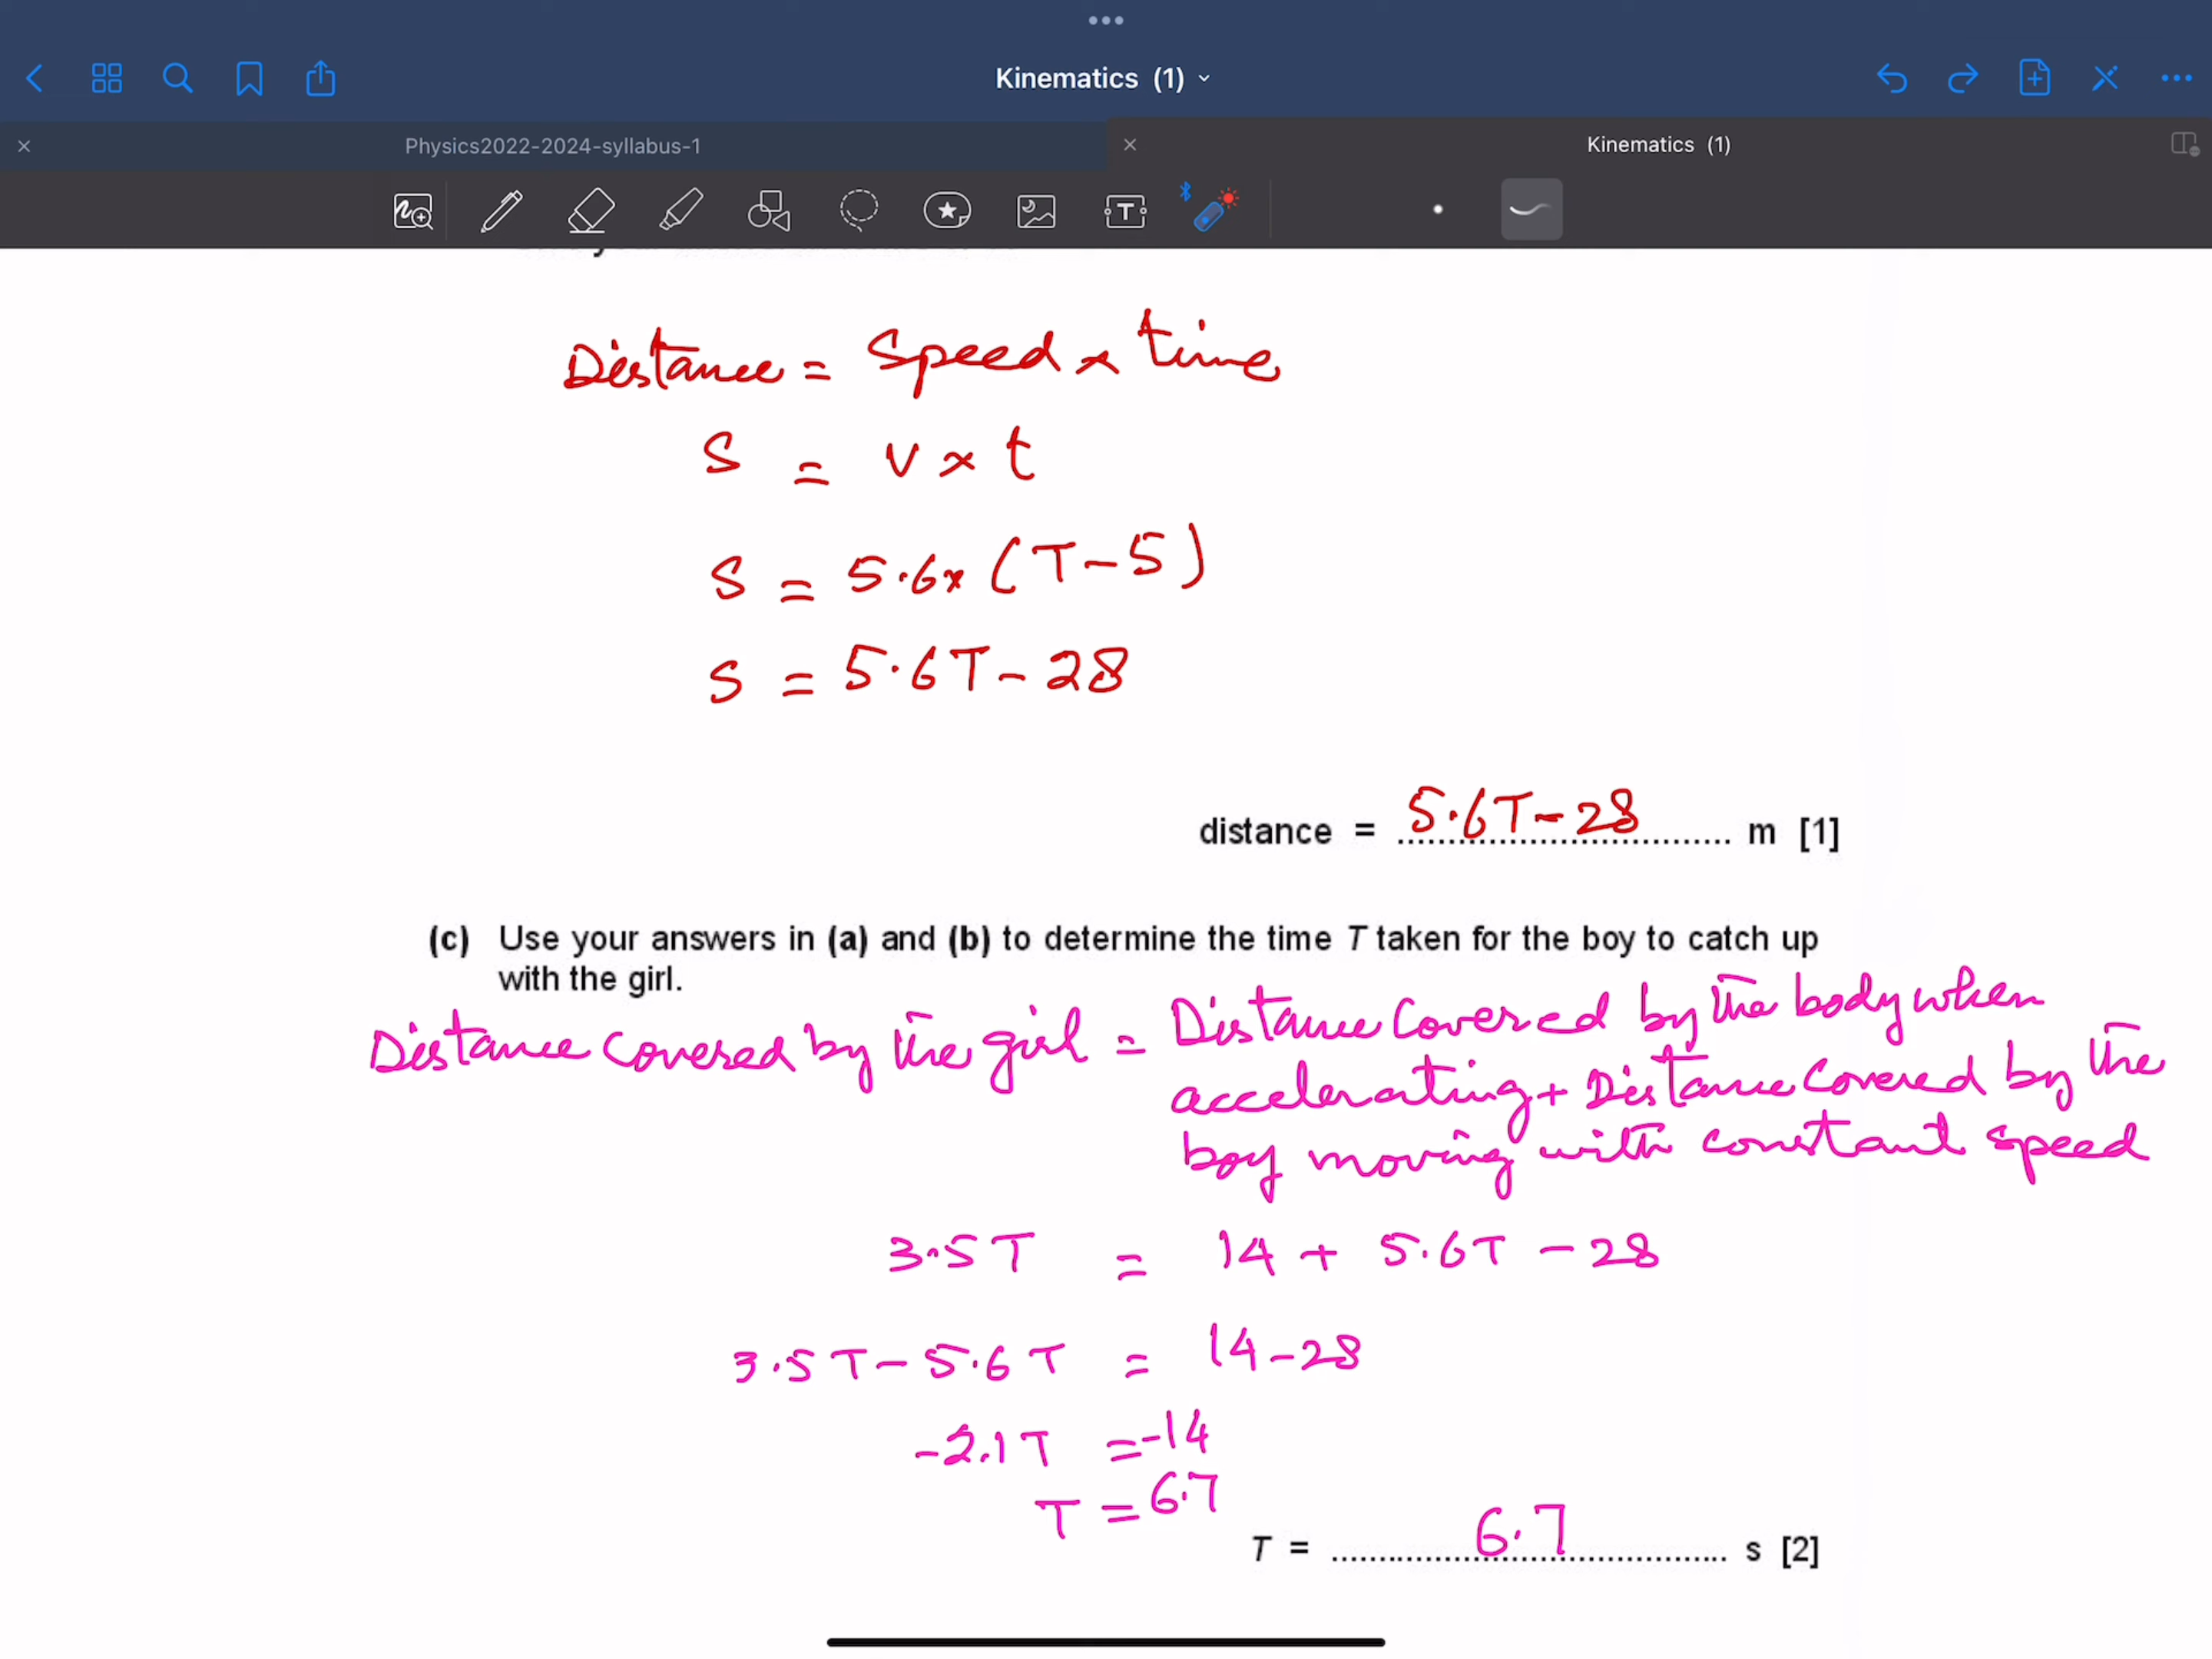 Kinematics (1)
Physics2022-2024-syllabus-1
Kinematics (1)
T
Distance = Speed × time
S = v × t
S = 5.6 × (T - 5)
S = 5.6T - 28
distance = 5.6T - 28 m [1]
(c) Use your answers in (a) and (b) to determine the time T taken for the boy to catch up
with the girl.
Distance covered by the girl = Distance Covered by the body when
accelerating + Distance Covered by the
boy moving with constant speed
3.5T = 14 + 5.6T - 28
3.5T - 5.6T = 14 - 28
-2.1T = -14
T = 6.7
T = 6.7 s [2]